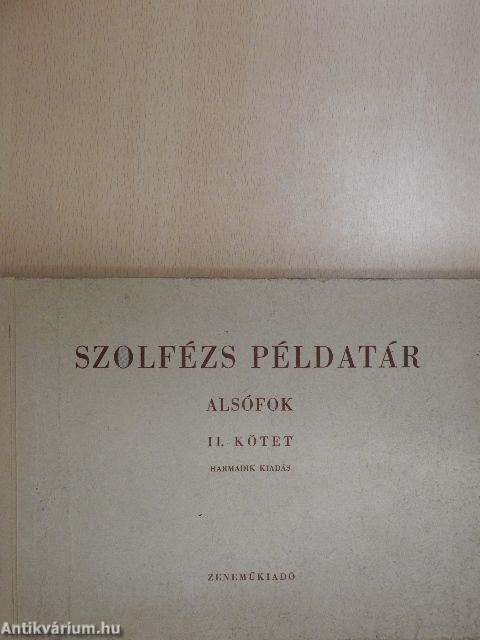 SZOLFÉZS PÉLDATÁR
ALSÓFOK
II. KÖTET
HARMADIK KIADÁS
ZENEMŰKIADÓ
Antikvárium.hu